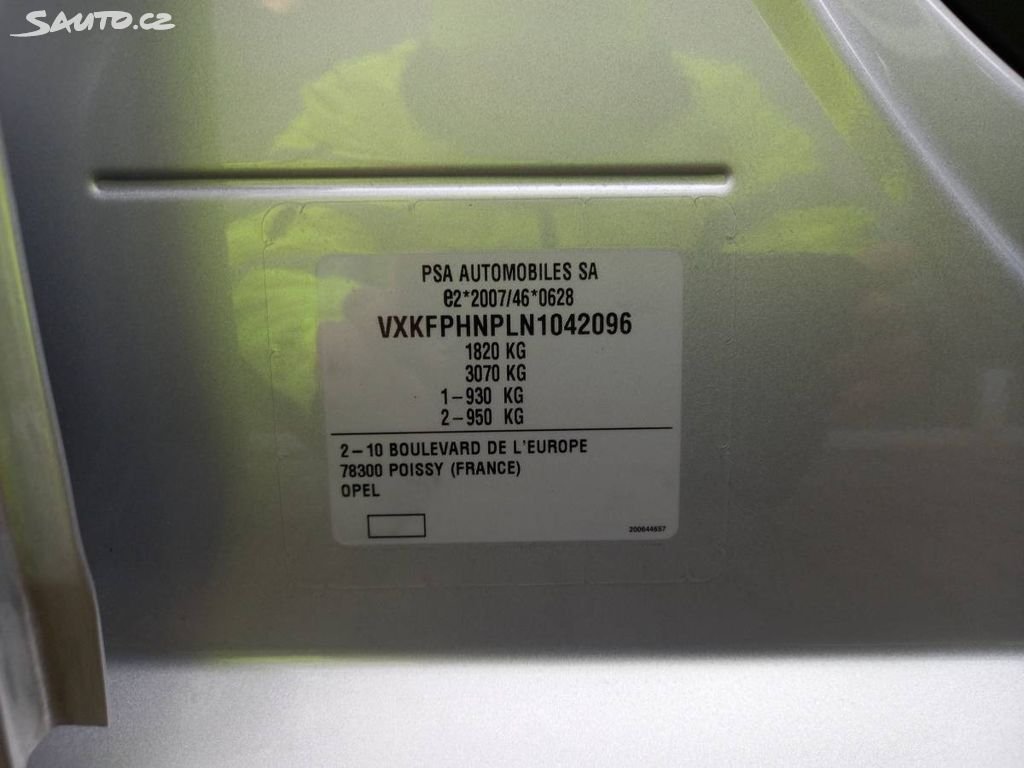 SAUTO.CZ
PSA AUTOMOBILES SA
e2*2007/46*0628
VXKFPHNPLN1042096
1820 KG
3070 KG
1-930 KG
2-950 KG
2-10 BOULEVARD DE L'EUROPE
78300 POISSY (FRANCE)
OPEL
200644657